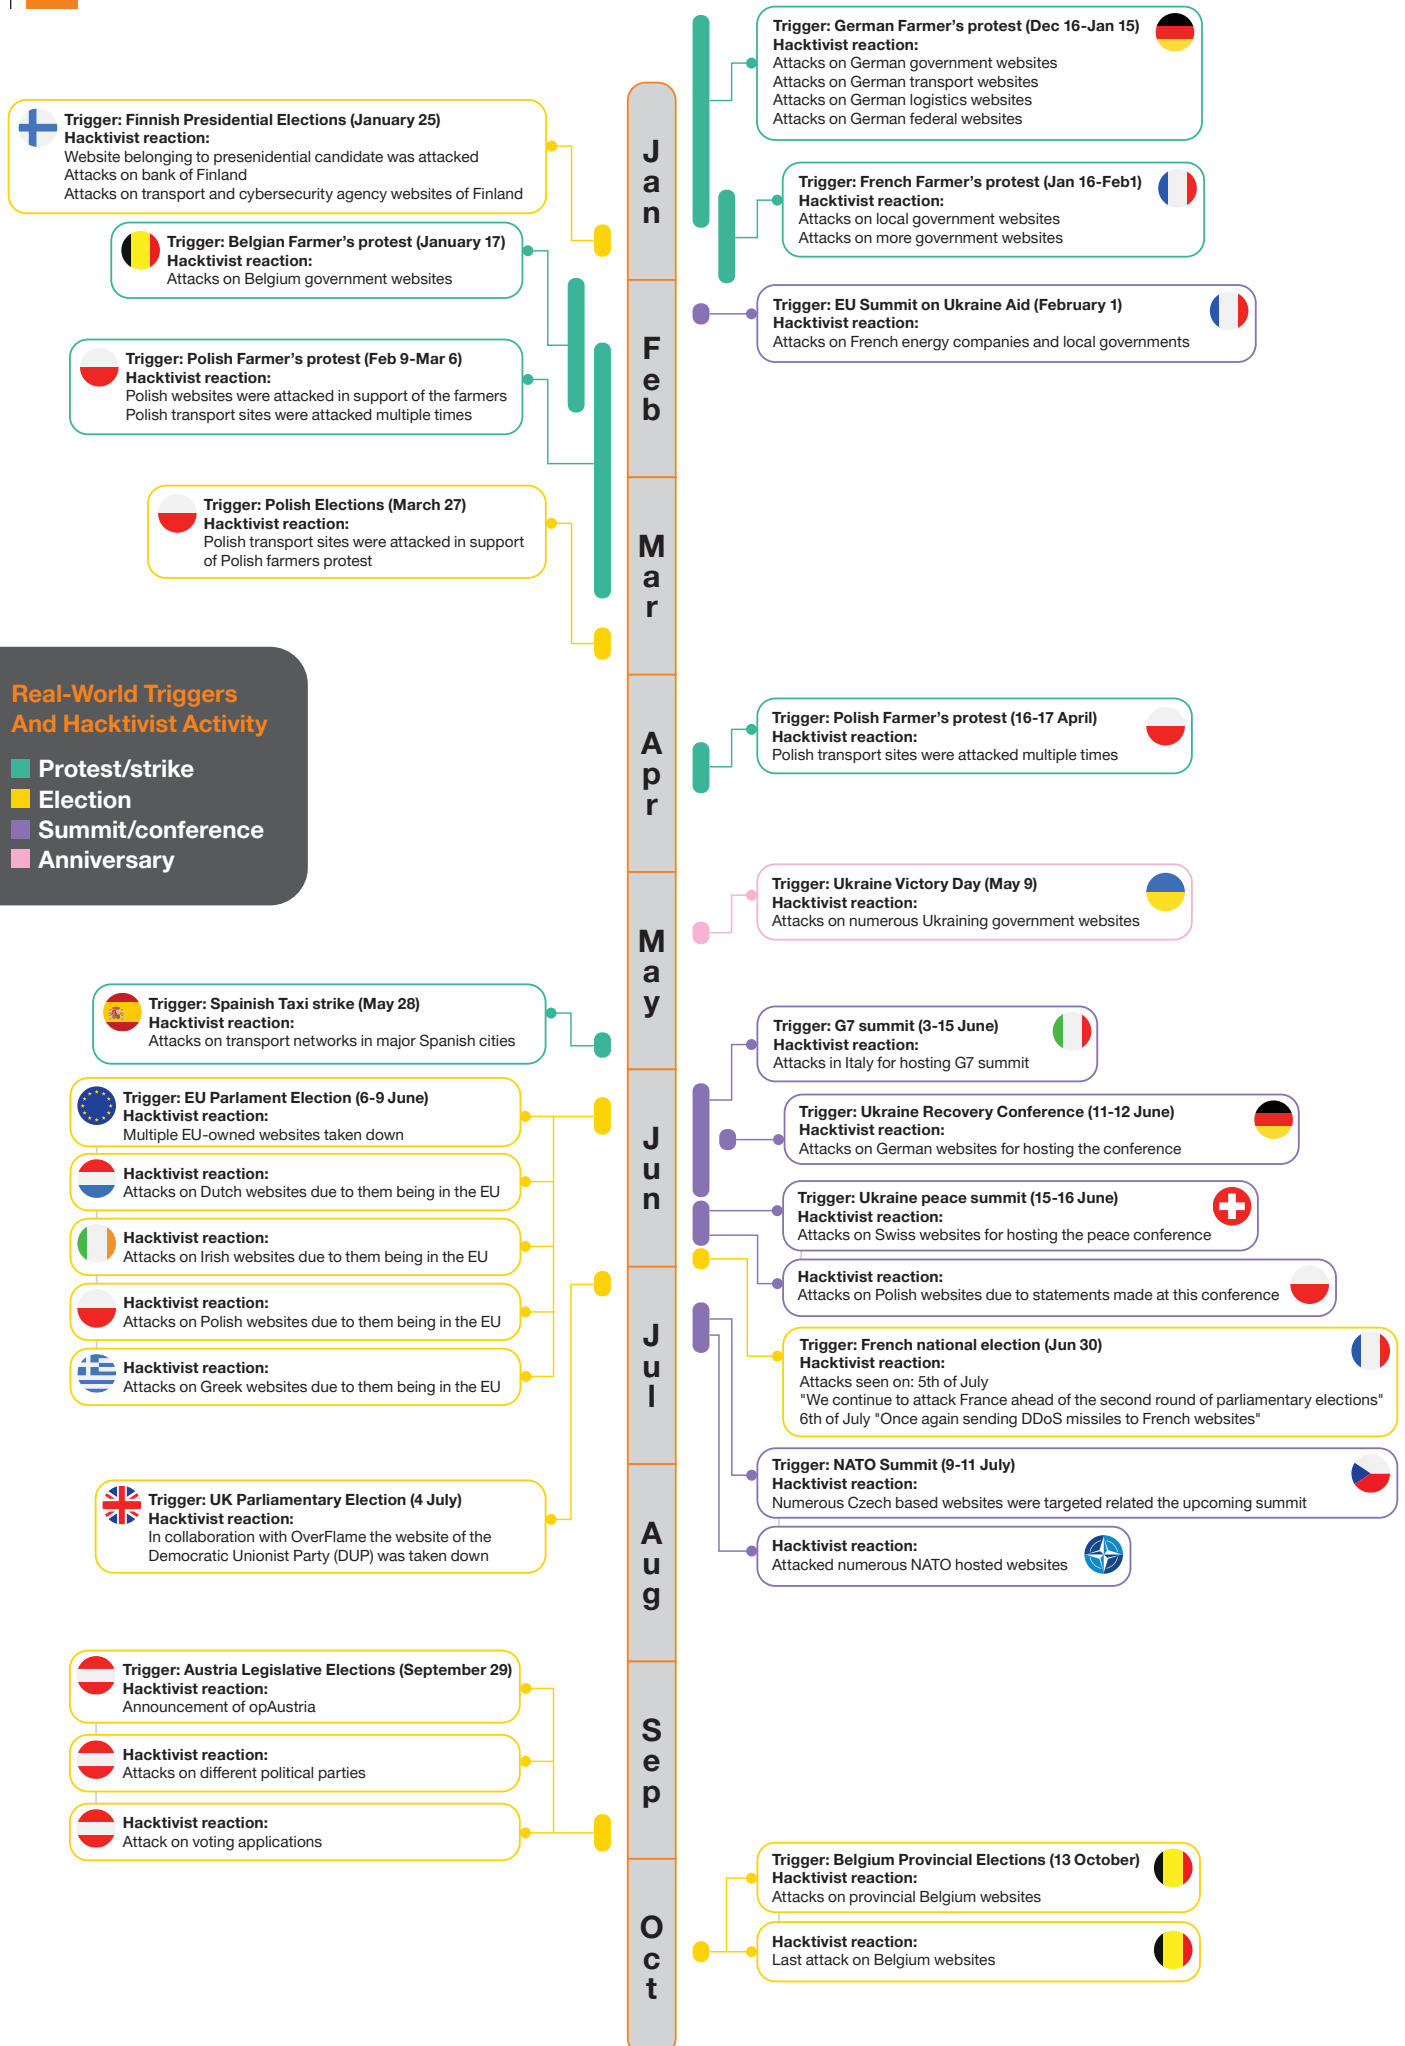 Trigger: German Farmer's protest (Dec 16-Jan 15)
Hacktivist reaction:
Attacks on German government websites
Attacks on German transport websites
Attacks on German logistics websites
Attacks on German federal websites
Trigger: Finnish Presidential Elections (January 25)
Hacktivist reaction:
Website belonging to presenidential candidate was attacked
Attacks on bank of Finland
Attacks on transport and cybersecurity agency websites of Finland
Jan
Trigger: French Farmer's protest (Jan 16-Feb1)
Hacktivist reaction:
Attacks on local government websites
Attacks on more government websites
Trigger: Belgian Farmer's protest (January 17)
Hacktivist reaction:
Attacks on Belgium government websites
Trigger: EU Summit on Ukraine Aid (February 1)
Hacktivist reaction:
Attacks on French energy companies and local governments
Feb
Trigger: Polish Farmer's protest (Feb 9-Mar 6)
Hacktivist reaction:
Polish websites were attacked in support of the farmers
Polish transport sites were attacked multiple times
Trigger: Polish Elections (March 27)
Hacktivist reaction:
Polish transport sites were attacked in support
of Polish farmers protest
Mar
Real-World Triggers
And Hacktivist Activity
Protest/strike
Election
Summit/conference
Anniversary
Apr
Trigger: Polish Farmer's protest (16-17 April)
Hacktivist reaction:
Polish transport sites were attacked multiple times
Trigger: Ukraine Victory Day (May 9)
Hacktivist reaction:
Attacks on numerous Ukraining government websites
May
Trigger: Spainish Taxi strike (May 28)
Hacktivist reaction:
Attacks on transport networks in major Spanish cities
Trigger: G7 summit (3-15 June)
Hacktivist reaction:
Attacks in Italy for hosting G7 summit
Trigger: EU Parlament Election (6-9 June)
Hacktivist reaction:
Multiple EU-owned websites taken down
Hacktivist reaction:
Attacks on Dutch websites due to them being in the EU
Hacktivist reaction:
Attacks on Irish websites due to them being in the EU
Hacktivist reaction:
Attacks on Polish websites due to them being in the EU
Hacktivist reaction:
Attacks on Greek websites due to them being in the EU
Jun
Trigger: Ukraine Recovery Conference (11-12 June)
Hacktivist reaction:
Attacks on German websites for hosting the conference
Trigger: Ukraine peace summit (15-16 June)
Hacktivist reaction:
Attacks on Swiss websites for hosting the peace conference
Hacktivist reaction:
Attacks on Polish websites due to statements made at this conference
Jul
Trigger: French national election (Jun 30)
Hacktivist reaction:
Attacks seen on: 5th of July
"We continue to attack France ahead of the second round of parliamentary elections"
6th of July "Once again sending DDoS missiles to French websites"
Trigger: NATO Summit (9-11 July)
Hacktivist reaction:
Numerous Czech based websites were targeted related the upcoming summit
Hacktivist reaction:
Attacked numerous NATO hosted websites
Trigger: UK Parliamentary Election (4 July)
Hacktivist reaction:
In collaboration with OverFlame the website of the
Democratic Unionist Party (DUP) was taken down
Aug
Trigger: Austria Legislative Elections (September 29)
Hacktivist reaction:
Announcement of opAustria
Hacktivist reaction:
Attacks on different political parties
Hacktivist reaction:
Attack on voting applications
Sep
Trigger: Belgium Provincial Elections (13 October)
Hacktivist reaction:
Attacks on provincial Belgium websites
Hacktivist reaction:
Last attack on Belgium websites
Oct